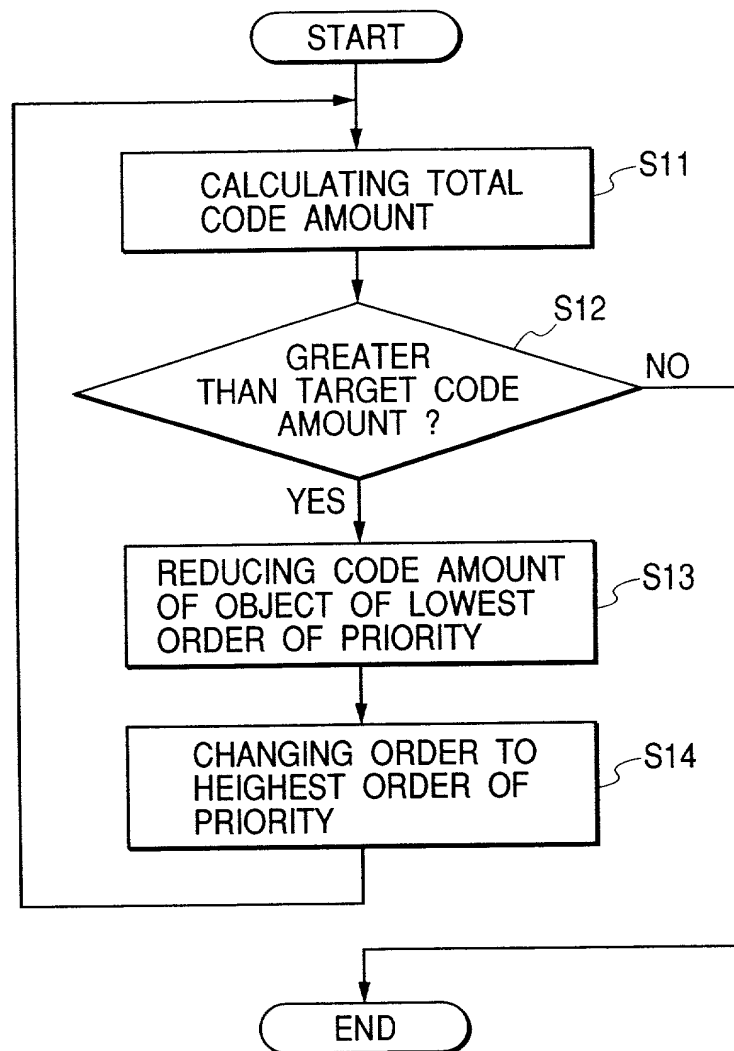 START
CALCULATING TOTAL
CODE AMOUNT
S11
S12
GREATER
THAN TARGET CODE
AMOUNT ?
NO
YES
REDUCING CODE AMOUNT
OF OBJECT OF LOWEST
ORDER OF PRIORITY
S13
CHANGING ORDER TO
HEIGHEST ORDER OF
PRIORITY
S14
END